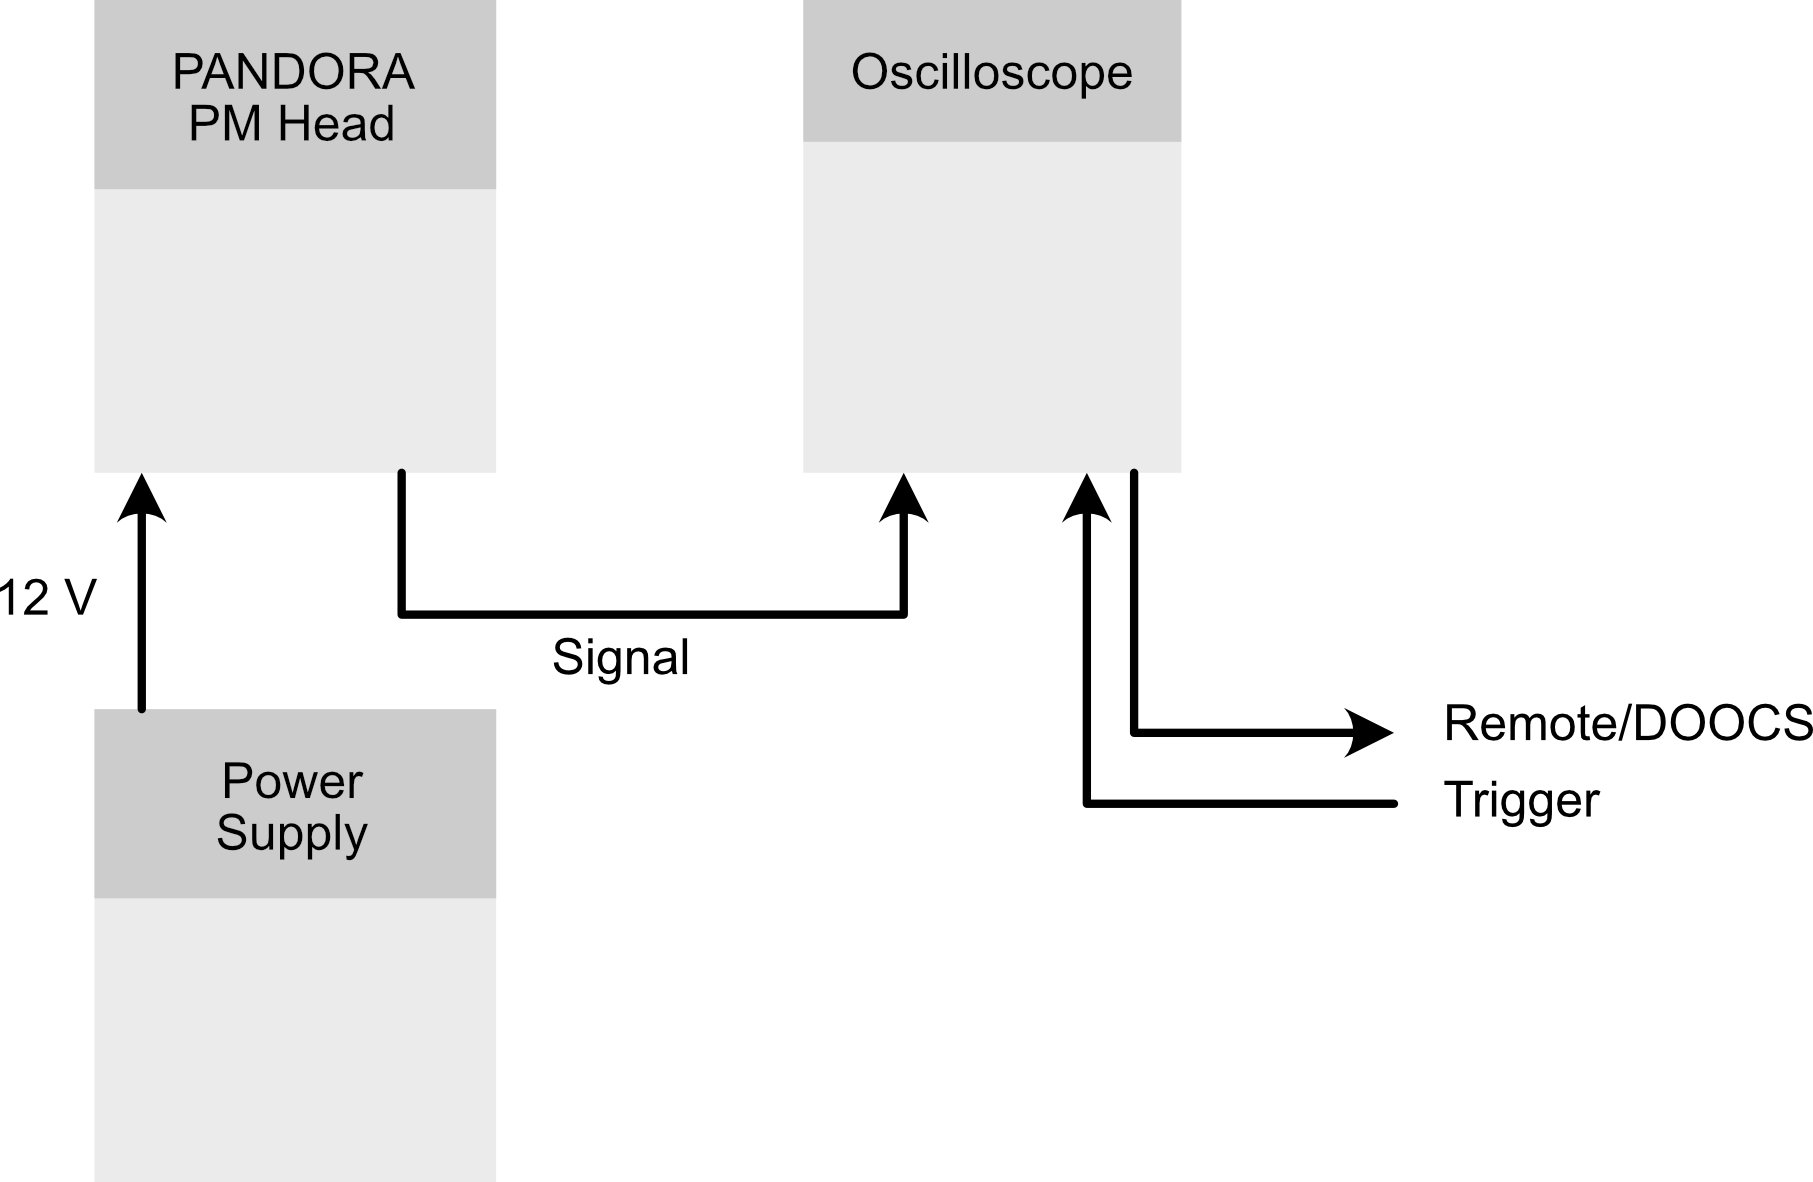 PANDORA
PM Head
Oscilloscope
12 V
Signal
Remote/DOOCS
Trigger
Power
Supply